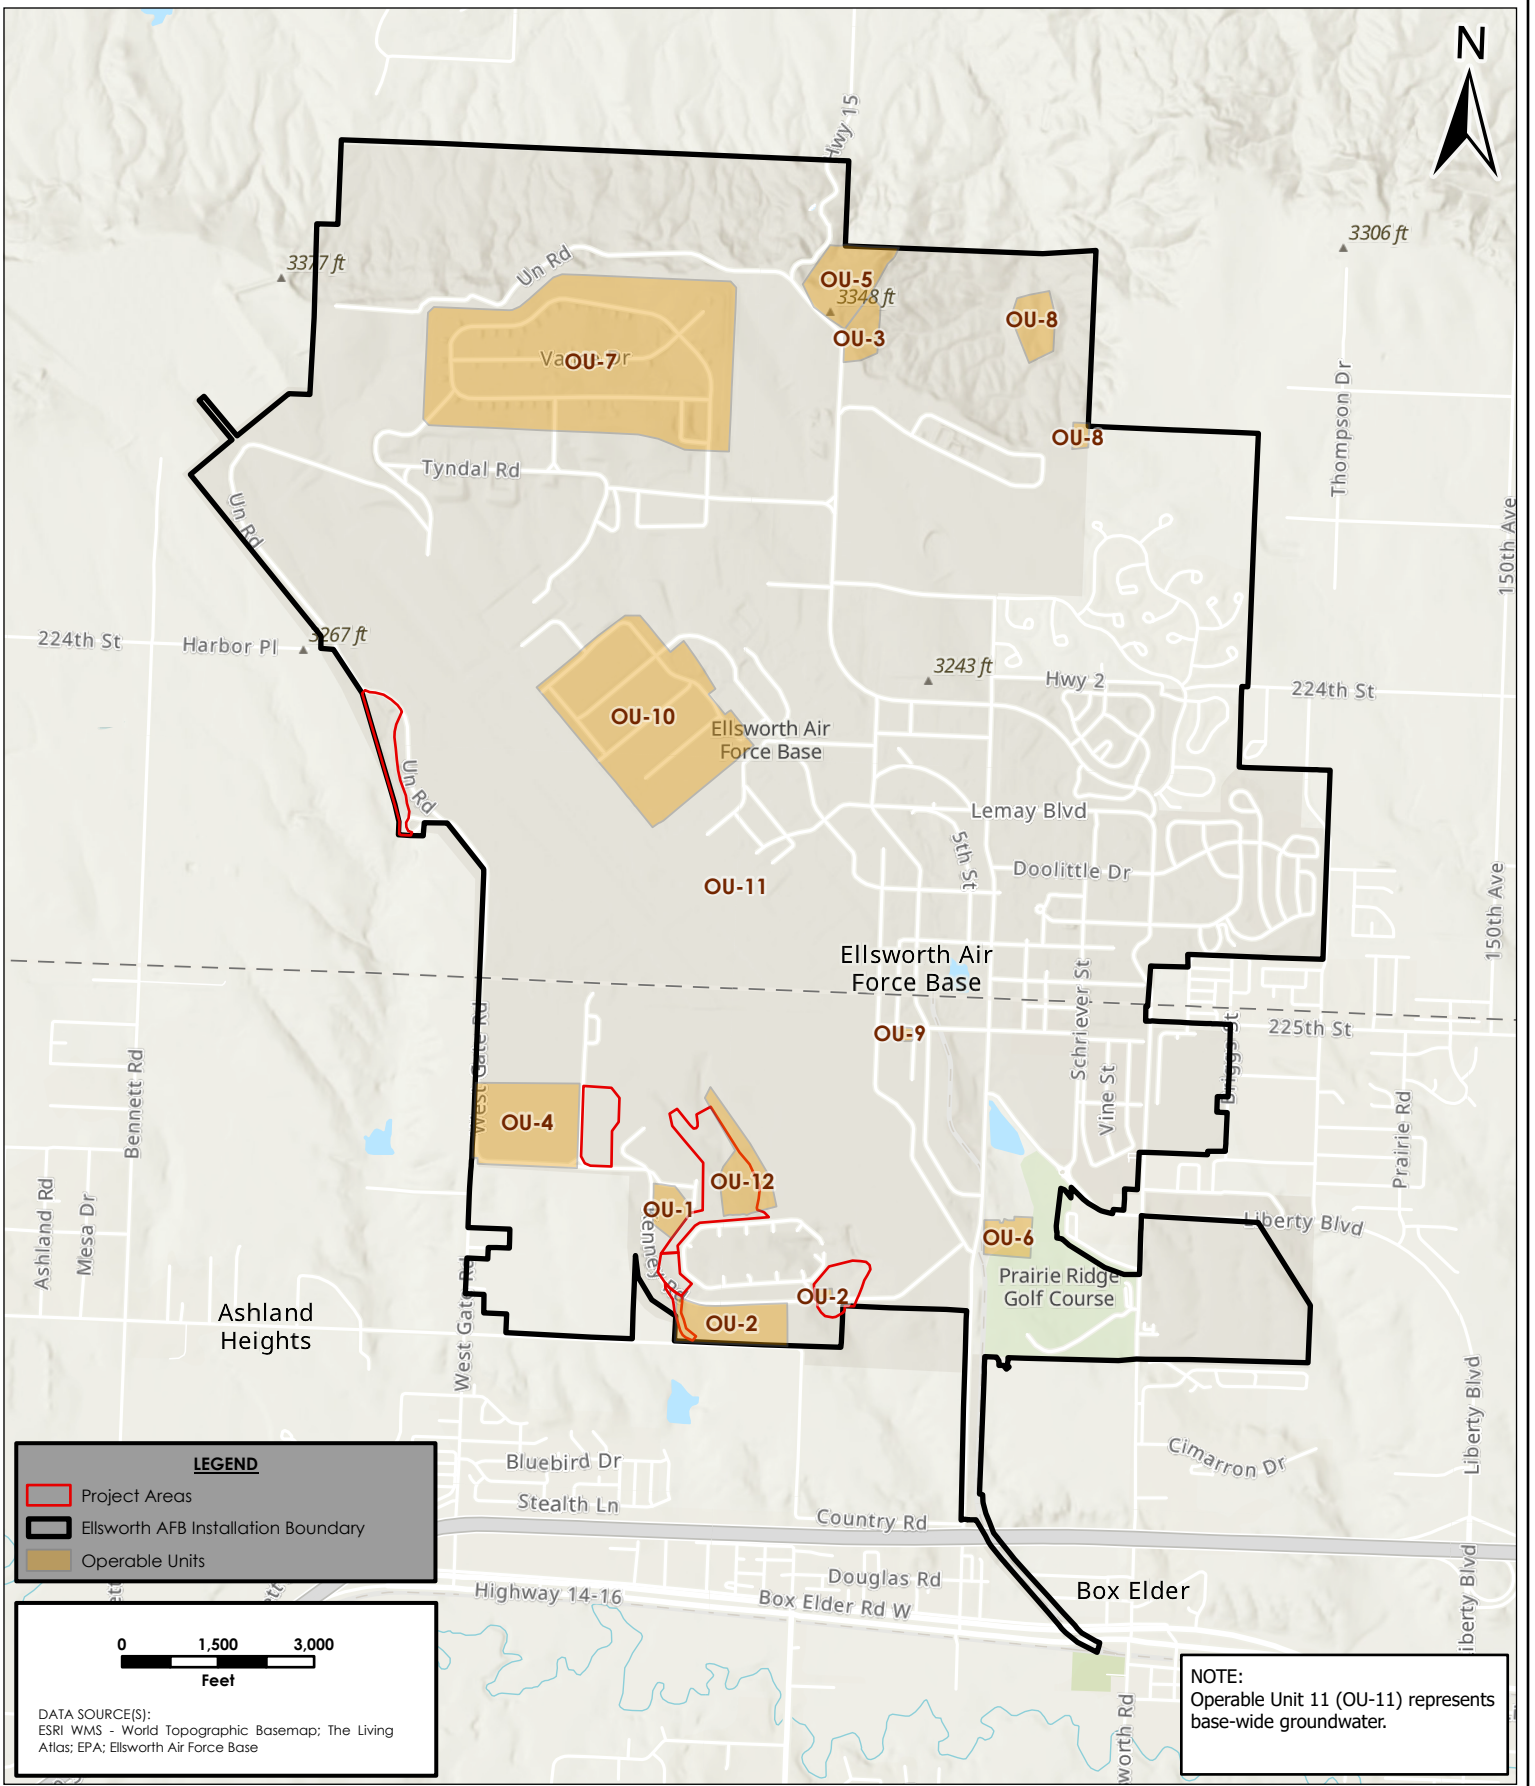 N
Hwy 15
3306 ft
3377 ft
Un Rd
OU-5
3348 ft
OU-8
OU-3
OU-7
Thompson Dr
OU-8
Tyndal Rd
Un Rd
150th Ave
224th St
Harbor Pl
3267 ft
3243 ft
Hwy 2
224th St
OU-10
Ellsworth Air
Force Base
Un Rd
Lemay Blvd
5th St
Doolittle Dr
OU-11
150th Ave
Ellsworth Air
Force Base
Schriever St
West Gate Rd
OU-9
225th St
Briggs St
Bennett Rd
Vine St
Prairie Rd
OU-4
OU-12
OU-1
Ashland Rd
Mesa Dr
Liberty Blvd
OU-6
Prairie Ridge
Golf Course
OU-2
OU-2
Ashland
Heights
West Gate Rd
Liberty Blvd
Cimarron Dr
Bluebird Dr
Stealth Ln
Country Rd
Douglas Rd
Highway 14-16
Box Elder Rd W
Box Elder
Liberty Blvd
iberty Blvd
worth Rd
LEGEND
Project Areas
Ellsworth AFB Installation Boundary
Operable Units
0 1,500 3,000
Feet
DATA SOURCE(S):
ESRI WMS - World Topographic Basemap; The Living
Atlas; EPA; Ellsworth Air Force Base
NOTE:
Operable Unit 11 (OU-11) represents
base-wide groundwater.